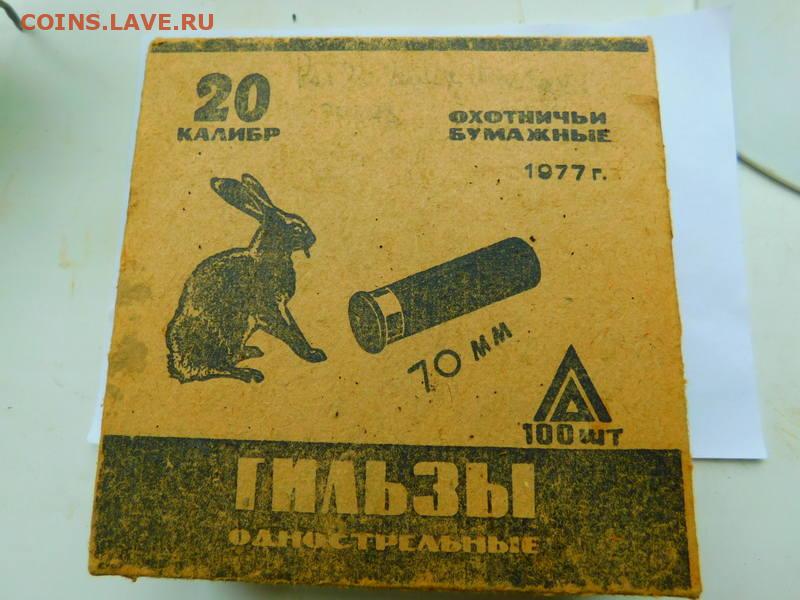 COINS.LAVE.RU
20
КАЛИБР
ОХОТНИЧЬИ
БУМАЖНЫЕ
1977 г.
70 мм
100 шт
ГИЛЬЗЫ
ОДНОСТРЕЛЬНЫЕ